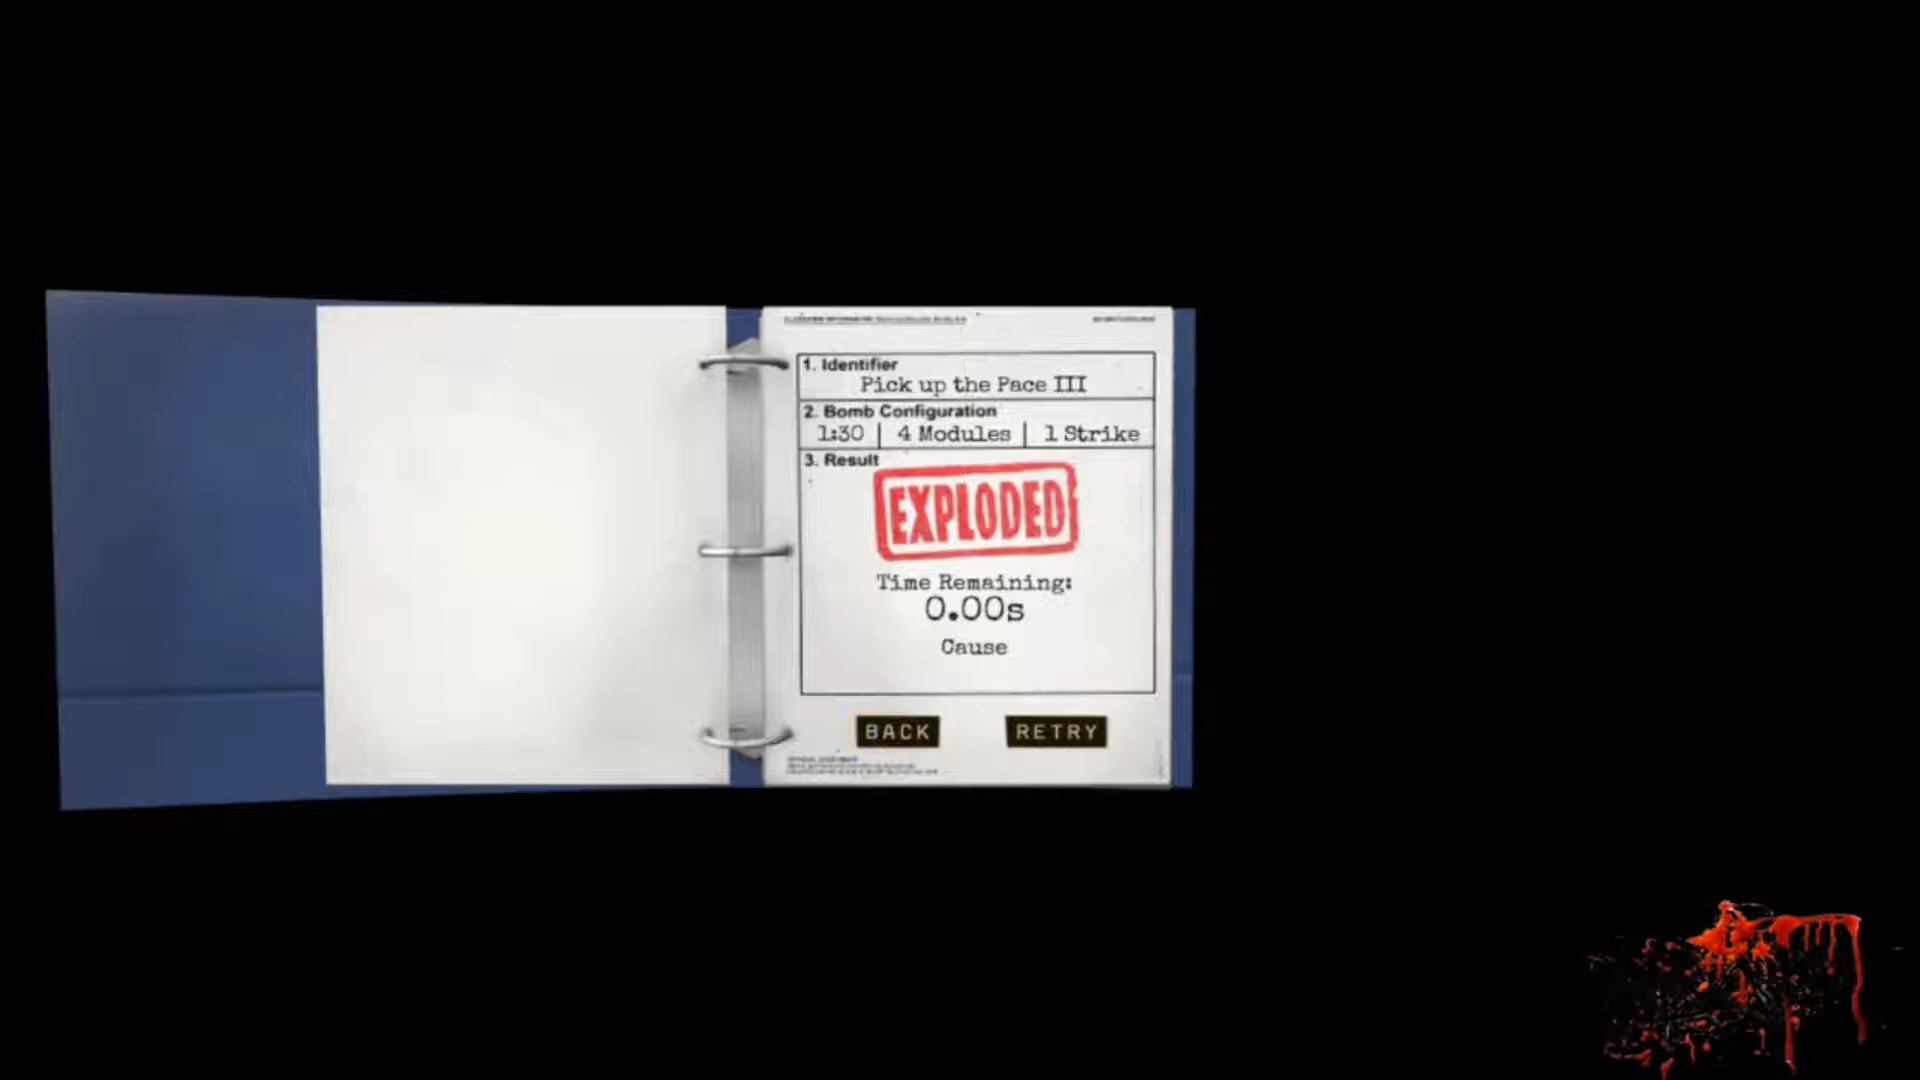 1. Identifier
Pick up the Pace III
2. Bomb Configuration
1:30 | 4 Modules | 1 Strike
3. Result
EXPLODED
Time Remaining:
0.00s
Cause
BACK
RETRY